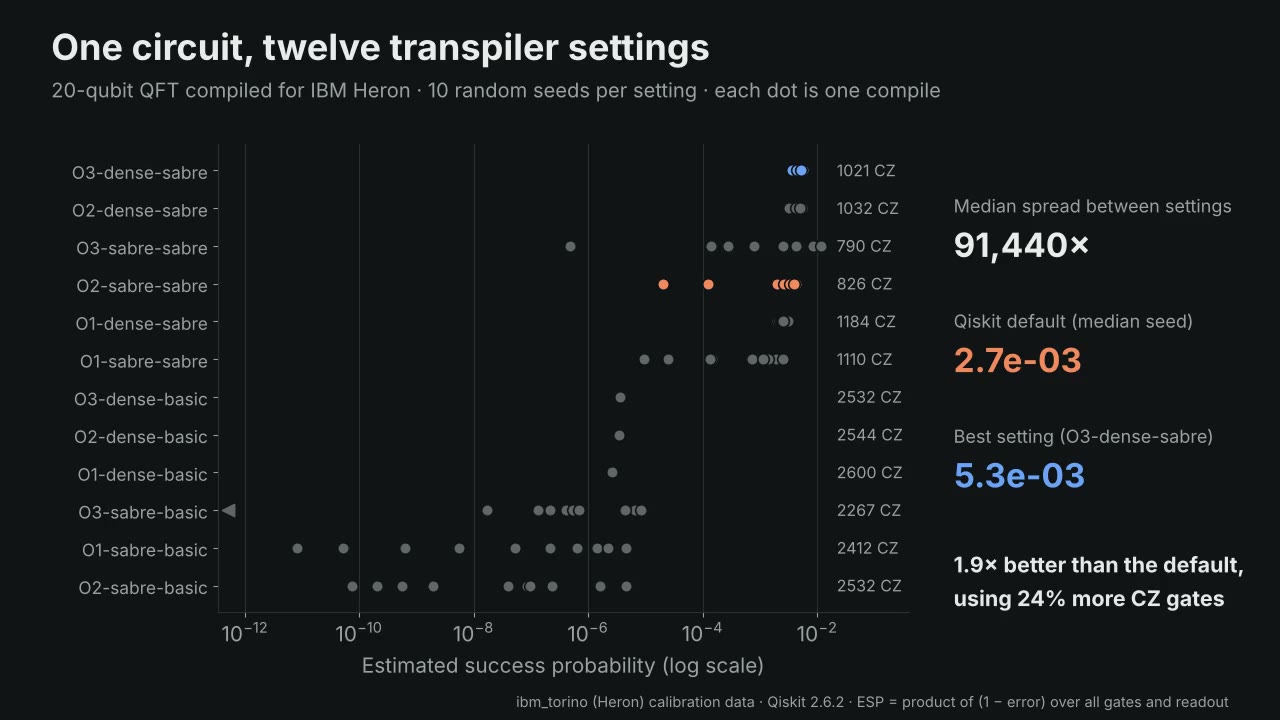 One circuit, twelve transpiler settings
20-qubit QFT compiled for IBM Heron · 10 random seeds per setting · each dot is one compile
O3-dense-sabre 1021 CZ
O2-dense-sabre 1032 CZ
O3-sabre-sabre 790 CZ
O2-sabre-sabre 826 CZ
O1-dense-sabre 1184 CZ
O1-sabre-sabre 1110 CZ
O3-dense-basic 2532 CZ
O2-dense-basic 2544 CZ
O1-dense-basic 2600 CZ
O3-sabre-basic 2267 CZ
O1-sabre-basic 2412 CZ
O2-sabre-basic 2532 CZ
10⁻¹² 10⁻¹⁰ 10⁻⁸ 10⁻⁶ 10⁻⁴ 10⁻²
Estimated success probability (log scale)
Median spread between settings
91,440×
Qiskit default (median seed)
2.7e-03
Best setting (O3-dense-sabre)
5.3e-03
1.9× better than the default,
using 24% more CZ gates
ibm_torino (Heron) calibration data · Qiskit 2.6.2 · ESP = product of (1 − error) over all gates and readout